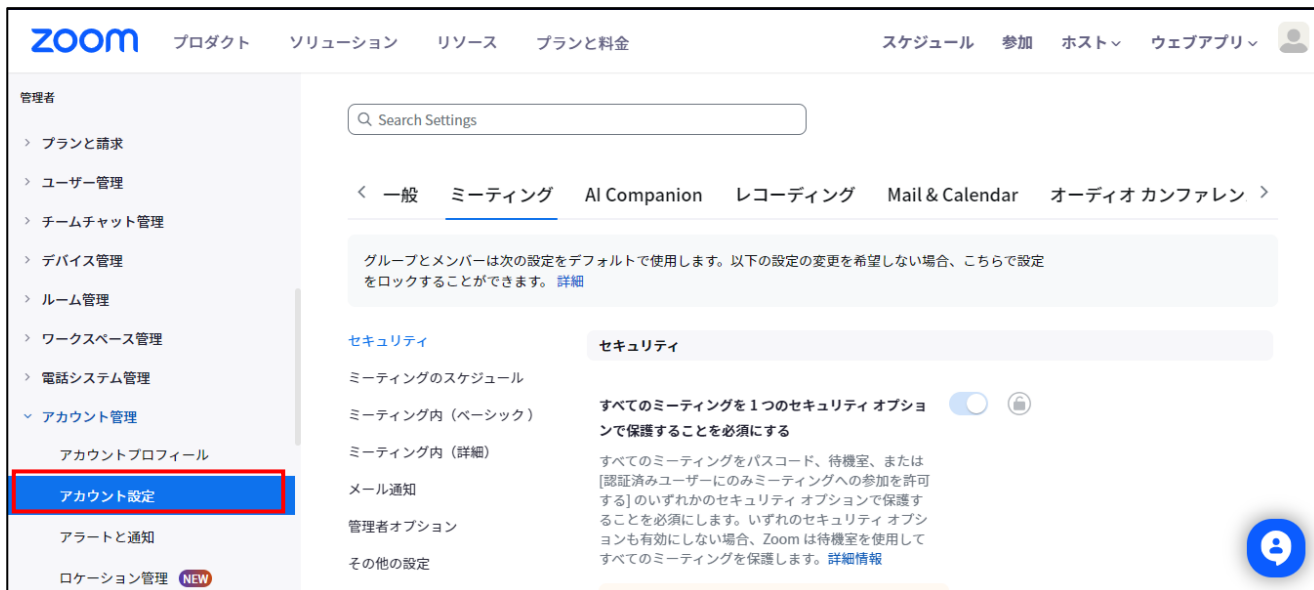 zoom プロダクト ソリューション リソース プランと料金 スケジュール 参加 ホスト ウェブアプリ
管理者
プランと請求
ユーザー管理
チームチャット管理
デバイス管理
ルーム管理
ワークスペース管理
電話システム管理
アカウント管理
アカウントプロフィール
アカウント設定
アラートと通知
ロケーション管理 NEW
Search Settings
一般 ミーティング AI Companion レコーディング Mail & Calendar オーディオ カンファレン
グループとメンバーは次の設定をデフォルトで使用します。以下の設定の変更を希望しない場合、こちらで設定
をロックすることができます。 詳細
セキュリティ
ミーティングのスケジュール
ミーティング内（ベーシック）
ミーティング内（詳細）
メール通知
管理者オプション
その他の設定
セキュリティ
すべてのミーティングを 1 つのセキュリティ オプショ
ンで保護することを必須にする
すべてのミーティングをパスコード、待機室、または
[認証済みユーザーにのみミーティングへの参加を許可
する] のいずれかのセキュリティ オプションで保護す
ることを必須にします。いずれのセキュリティ オプシ
ョンも有効にしない場合、Zoom は待機室を使用して
すべてのミーティングを保護します。詳細情報